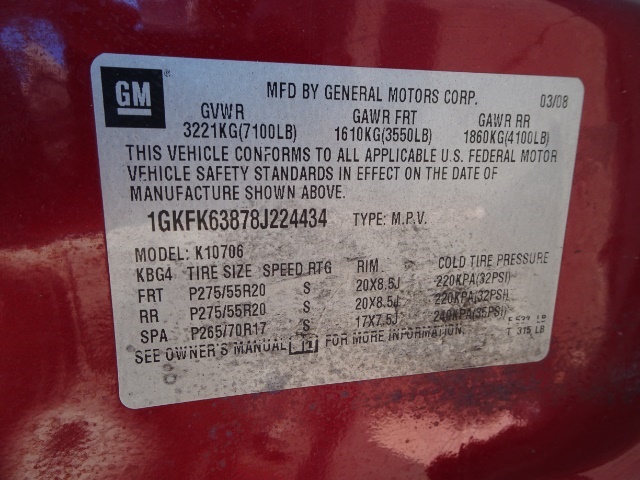 GM
MFD BY GENERAL MOTORS CORP. 03/08
GVWR GAWR FRT GAWR RR
3221KG(7100LB) 1610KG(3550LB) 1860KG(4100LB)
THIS VEHICLE CONFORMS TO ALL APPLICABLE U.S. FEDERAL MOTOR
VEHICLE SAFETY STANDARDS IN EFFECT ON THE DATE OF
MANUFACTURE SHOWN ABOVE.
1GKFK63878J224434 TYPE: M.P.V.
MODEL: K10706
KBG4 TIRE SIZE SPEED RTG RIM COLD TIRE PRESSURE
FRT P275/55R20 S 20X8.5J 220KPA(32PSI)
RR P275/55R20 S 20X8.5J 220KPA(32PSI)
SPA P265/70R17 S 17X7.5J 240KPA(35PSI)
SEE OWNER'S MANUAL FOR MORE INFORMATION. T 315 LB